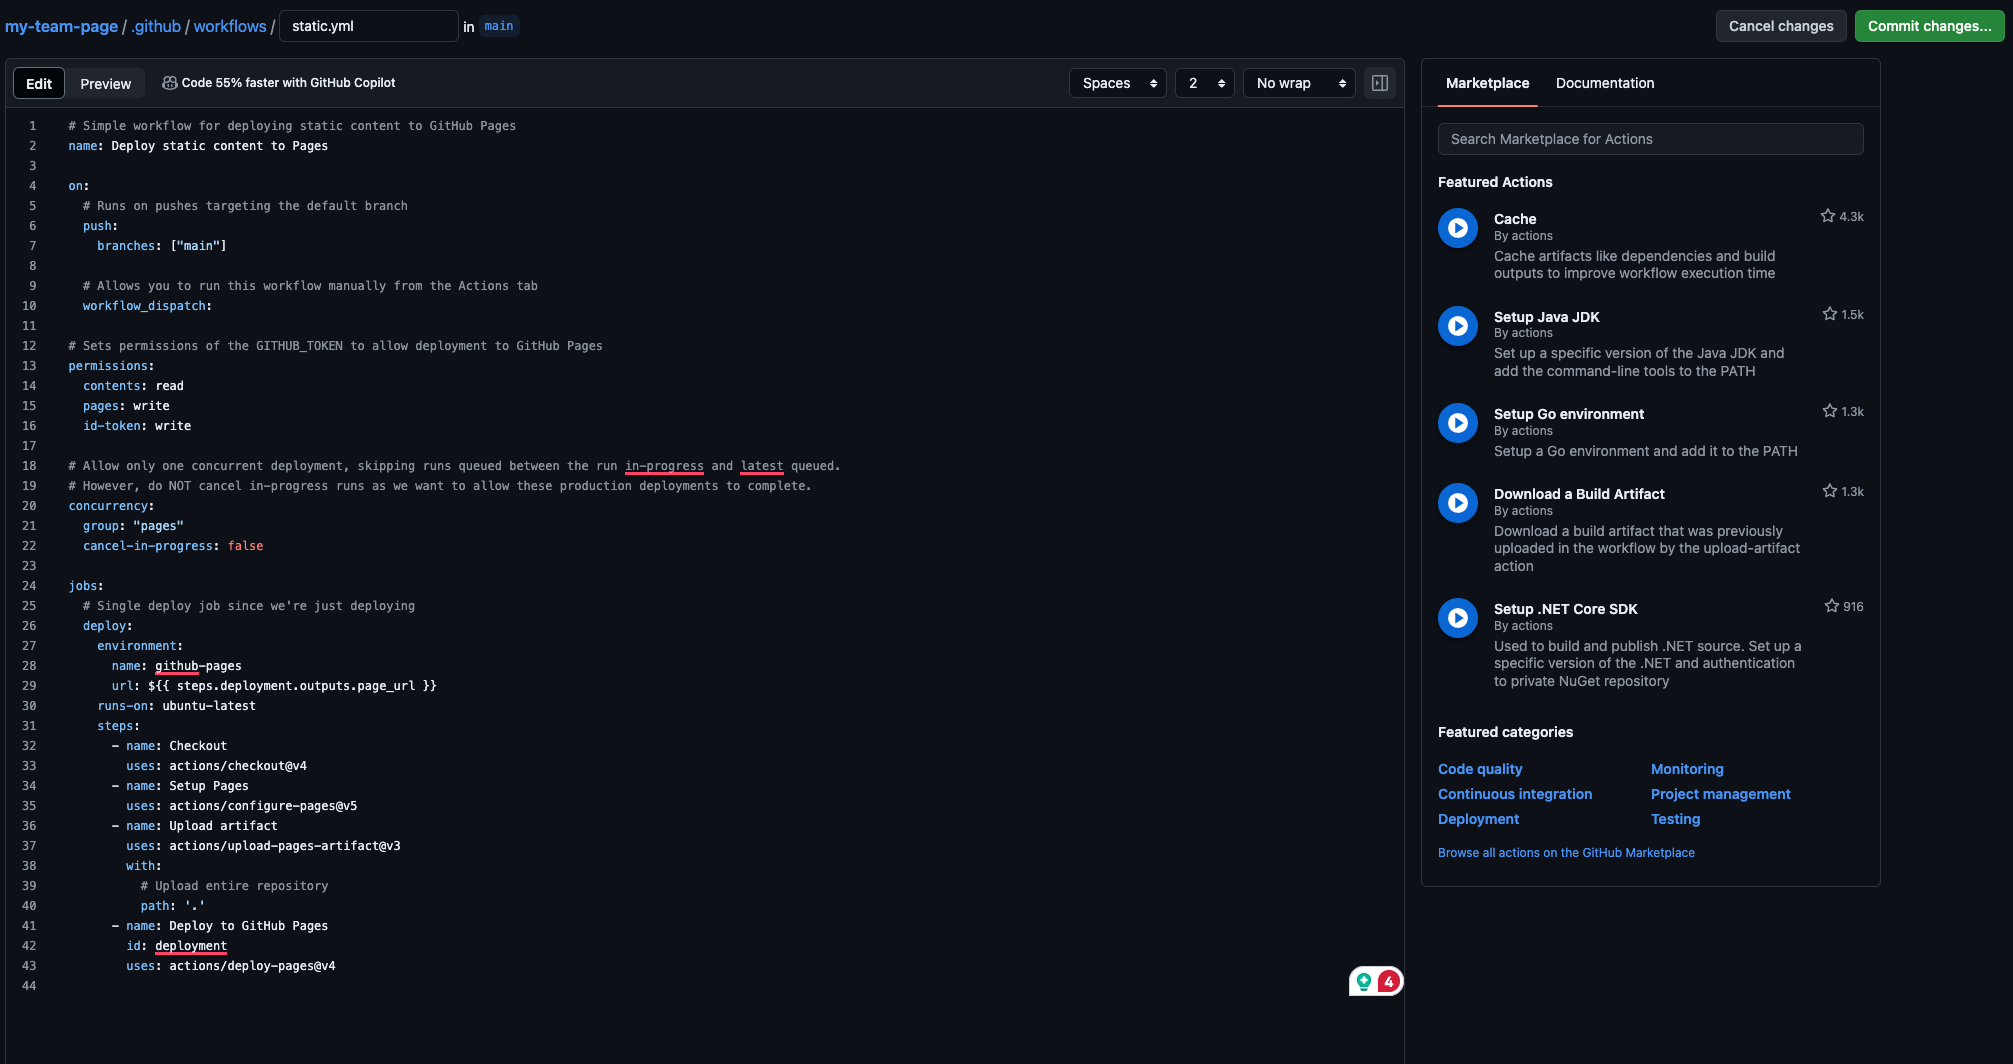 my-team-page / .github / workflows / static.yml in main
Cancel changes
Commit changes...
Edit
Preview
Code 55% faster with GitHub Copilot
Spaces
2
No wrap
1 # Simple workflow for deploying static content to GitHub Pages
2 name: Deploy static content to Pages
3
4 on:
5 # Runs on pushes targeting the default branch
6 push:
7 branches: ["main"]
8
9 # Allows you to run this workflow manually from the Actions tab
10 workflow_dispatch:
11
12 # Sets permissions of the GITHUB_TOKEN to allow deployment to GitHub Pages
13 permissions:
14 contents: read
15 pages: write
16 id-token: write
17
18 # Allow only one concurrent deployment, skipping runs queued between the run in-progress and latest queued.
19 # However, do NOT cancel in-progress runs as we want to allow these production deployments to complete.
20 concurrency:
21 group: "pages"
22 cancel-in-progress: false
23
24 jobs:
25 # Single deploy job since we're just deploying
26 deploy:
27 environment:
28 name: github-pages
29 url: ${{ steps.deployment.outputs.page_url }}
30 runs-on: ubuntu-latest
31 steps:
32 - name: Checkout
33 uses: actions/checkout@v4
34 - name: Setup Pages
35 uses: actions/configure-pages@v5
36 - name: Upload artifact
37 uses: actions/upload-pages-artifact@v3
38 with:
39 # Upload entire repository
40 path: '.'
41 - name: Deploy to GitHub Pages
42 id: deployment
43 uses: actions/deploy-pages@v4
44
4
Marketplace
Documentation
Search Marketplace for Actions
Featured Actions
Cache
4.3k
By actions
Cache artifacts like dependencies and build
outputs to improve workflow execution time
Setup Java JDK
1.5k
By actions
Set up a specific version of the Java JDK and
add the command-line tools to the PATH
Setup Go environment
1.3k
By actions
Setup a Go environment and add it to the PATH
Download a Build Artifact
1.3k
By actions
Download a build artifact that was previously
uploaded in the workflow by the upload-artifact
action
Setup .NET Core SDK
916
By actions
Used to build and publish .NET source. Set up a
specific version of the .NET and authentication
to private NuGet repository
Featured categories
Code quality
Monitoring
Continuous integration
Project management
Deployment
Testing
Browse all actions on the GitHub Marketplace